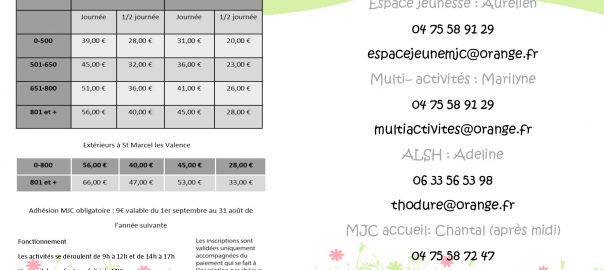 Journée 1/2 journée Journée 1/2 journée
0-500 39,00 € 28,00 € 31,00 € 20,00 €
501-650 45,00 € 32,00 € 36,00 € 23,00 €
651-800 51,00 € 36,00 € 41,00 € 26,00 €
801 et + 56,00 € 40,00 € 45,00 € 28,00 €
Extérieurs à St Marcel les Valence
0-800 56,00 € 40,00 € 45,00 € 28,00 €
801 et + 66,00 € 47,00 € 53,00 € 33,00 €
Adhésion MJC obligatoire : 9€ valable du 1er septembre au 31 août de
l'année suivante
Fonctionnement
Les activités se déroulent de 9h à 12h et de 14h à 17h
Les inscriptions sont
validées uniquement
accompagnées du
paiement qui se fait à
Espace jeunesse : Aurélien
04 75 58 91 29
espacejeunemjc@orange.fr
Multi– activités : Marilyne
04 75 58 91 29
multiactivites@orange.fr
ALSH : Adeline
06 33 56 53 98
thodure@orange.fr
MJC accueil: Chantal (après midi)
04 75 58 72 47